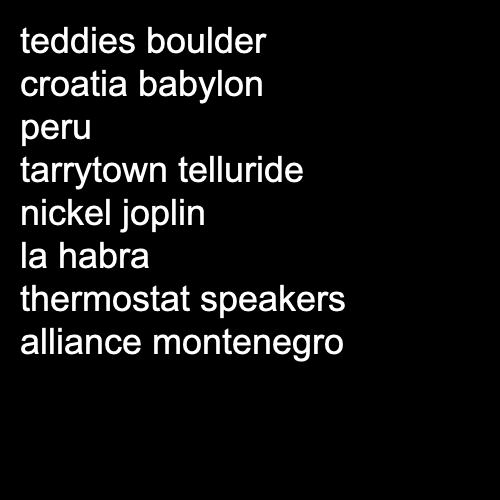 teddies boulder
croatia babylon
peru
tarrytown telluride
nickel joplin
la habra
thermostat speakers
alliance montenegro